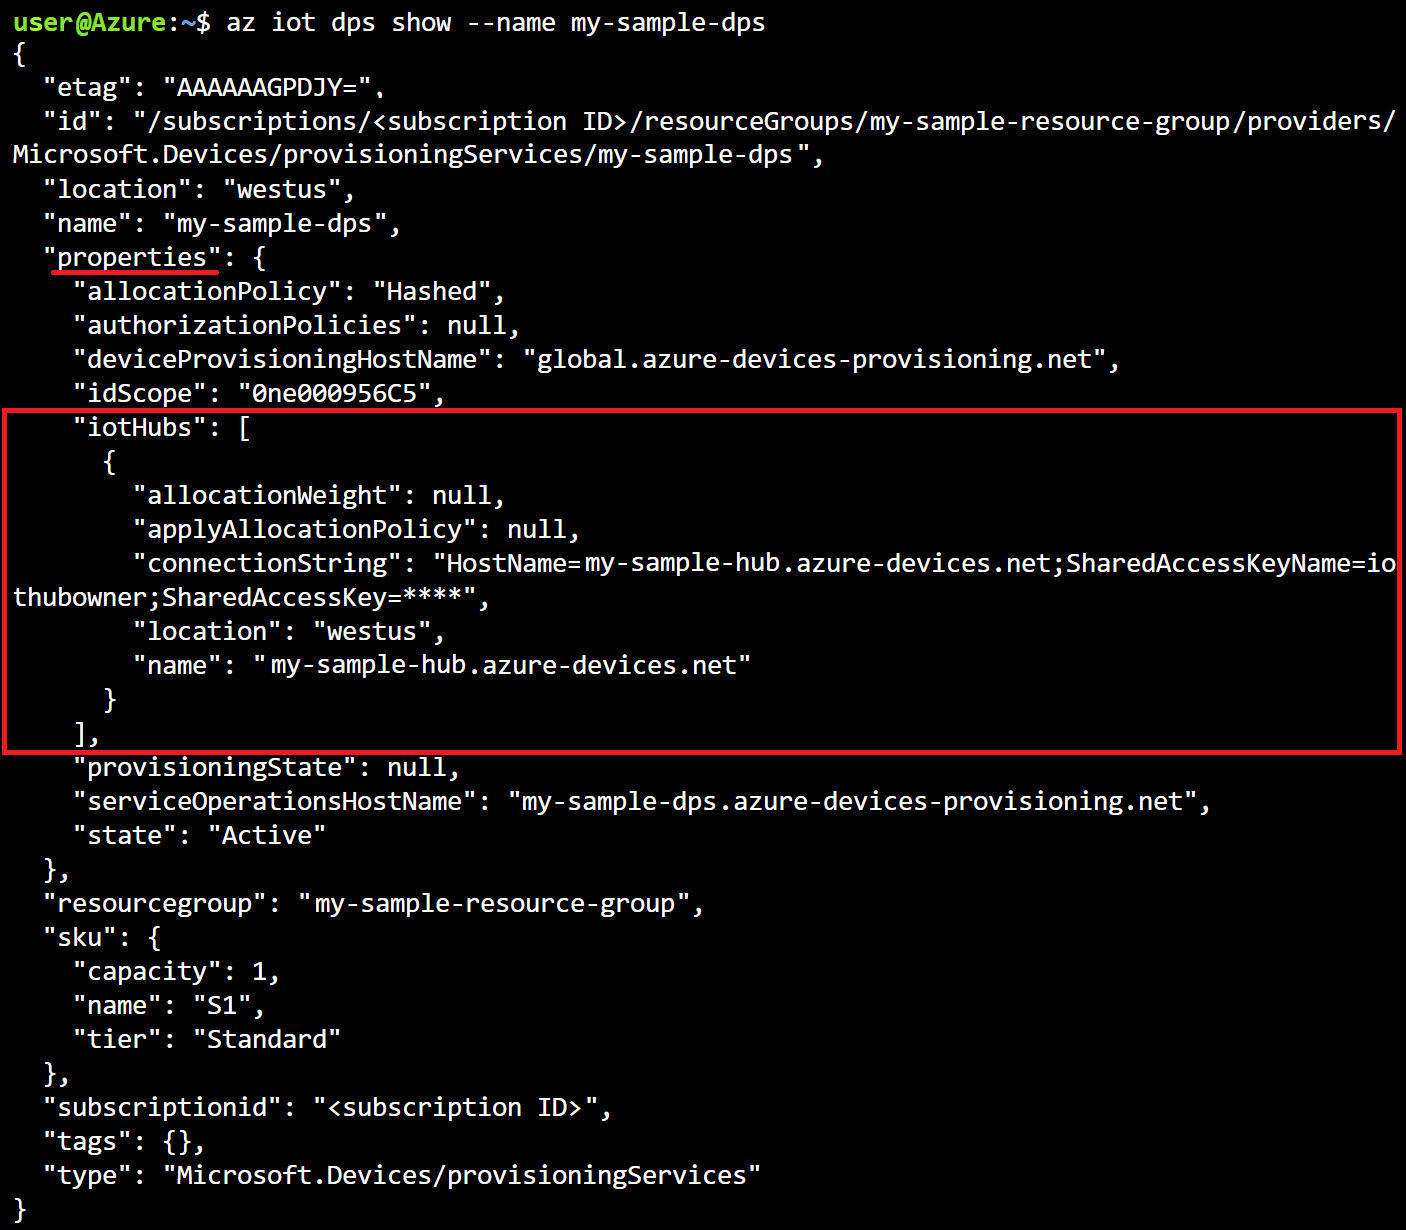 user@Azure:~$ az iot dps show --name my-sample-dps
{
  "etag": "AAAAAAGPDJY=",
  "id": "/subscriptions/<subscription ID>/resourceGroups/my-sample-resource-group/providers/
Microsoft.Devices/provisioningServices/my-sample-dps",
  "location": "westus",
  "name": "my-sample-dps",
  "properties": {
    "allocationPolicy": "Hashed",
    "authorizationPolicies": null,
    "deviceProvisioningHostName": "global.azure-devices-provisioning.net",
    "idScope": "0ne000956C5",
    "iotHubs": [
      {
        "allocationWeight": null,
        "applyAllocationPolicy": null,
        "connectionString": "HostName=my-sample-hub.azure-devices.net;SharedAccessKeyName=io
thubowner;SharedAccessKey=****",
        "location": "westus",
        "name": "my-sample-hub.azure-devices.net"
      }
    ],
    "provisioningState": null,
    "serviceOperationsHostName": "my-sample-dps.azure-devices-provisioning.net",
    "state": "Active"
  },
  "resourcegroup": "my-sample-resource-group",
  "sku": {
    "capacity": 1,
    "name": "S1",
    "tier": "Standard"
  },
  "subscriptionid": "<subscription ID>",
  "tags": {},
  "type": "Microsoft.Devices/provisioningServices"
}